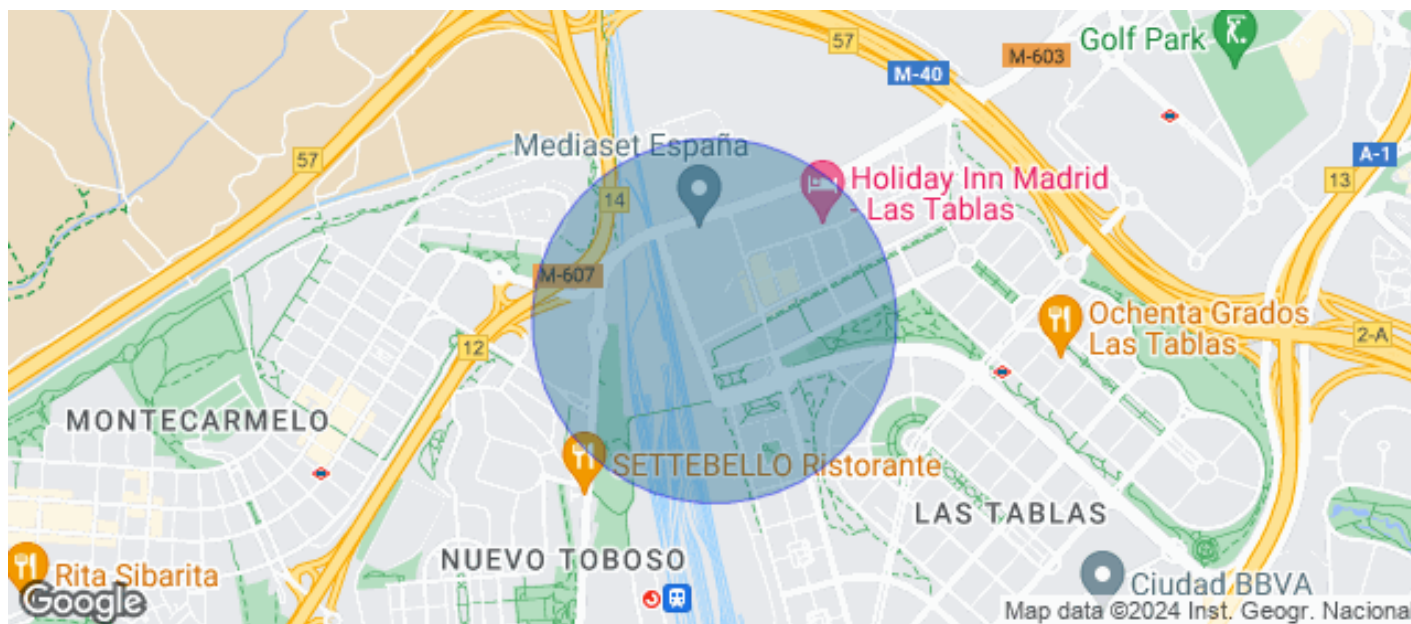 57
Golf Park
M-603
M-40
Mediaset España
A-1
57
13
Holiday Inn Madrid
- Las Tablas
14
M-607
Ochenta Grados
Las Tablas
2-A
12
MONTECARMELO
SETTEBELLO Ristorante
LAS TABLAS
NUEVO TOBOSO
Rita Sibarita
Ciudad BBVA
Google
Map data ©2024 Inst. Geogr. Nacional